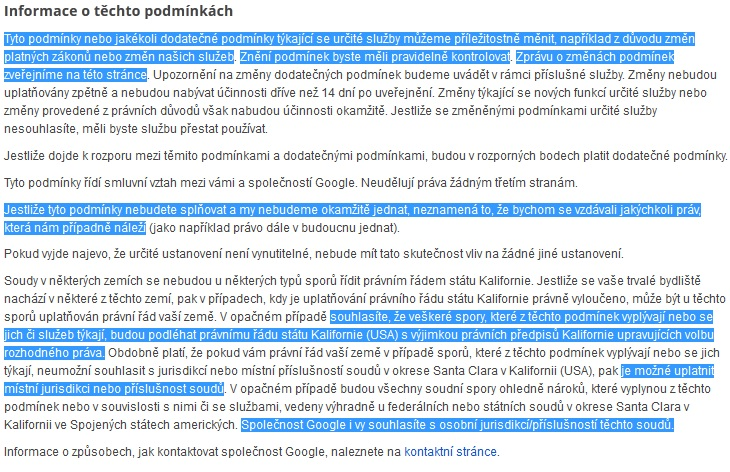 Informace o těchto podmínkách
Tyto podmínky nebo jakékoli dodatečné podmínky týkající se určité služby můžeme příležitostně měnit, například z důvodu změn
platných zákonů nebo změn našich služeb. Znění podmínek byste měli pravidelně kontrolovat. Zprávu o změnách podmínek
zveřejníme na této stránce. Upozornění na změny dodatečných podmínek budeme uvádět v rámci příslušné služby. Změny nebudou
uplatňovány zpětně a nebudou nabývat účinnosti dříve než 14 dní po uveřejnění. Změny týkající se nových funkcí určité služby nebo
změny provedené z právních důvodů však nabudou účinnosti okamžitě. Jestliže se změněnými podmínkami určité služby
nesouhlasíte, měli byste službu přestat používat.
Jestliže dojde k rozporu mezi těmito podmínkami a dodatečnými podmínkami, budou v rozporných bodech platit dodatečné podmínky.
Tyto podmínky řídí smluvní vztah mezi vámi a společností Google. Neudělují práva žádným třetím stranám.
Jestliže tyto podmínky nebudete splňovat a my nebudeme okamžitě jednat, neznamená to, že bychom se vzdávali jakýchkoli práv,
která nám případně náleží (jako například právo dále v budoucnu jednat).
Pokud vyjde najevo, že určité ustanovení není vynutitelné, nebude mít tato skutečnost vliv na žádné jiné ustanovení.
Soudy v některých zemích se nebudou u některých typů sporů řídit právním řádem státu Kalifornie. Jestliže se vaše trvalé bydliště
nachází v některé z těchto zemí, pak v případech, kdy je uplatňování právního řádu státu Kalifornie právně vyloučeno, může být u těchto
sporů uplatňován právní řád vaší země. V opačném případě souhlasíte, že veškeré spory, které z těchto podmínek vyplývají nebo se
jich či služeb týkají, budou podléhat právnímu řádu státu Kalifornie (USA) s výjimkou právních předpisů Kalifornie upravujících volbu
rozhodného práva. Obdobně platí, že pokud vám právní řád vaší země v případě sporů, které z těchto podmínek vyplývají nebo se jich
týkají, neumožní souhlasit s jurisdikcí nebo místní příslušností soudů v okrese Santa Clara v Kalifornii (USA), pak je možné uplatnit
místní jurisdikci nebo příslušnost soudů. V opačném případě budou všechny soudní spory ohledně nároků, které vyplynou z těchto
podmínek nebo v souvislosti s nimi či se službami, vedeny výhradně u federálních nebo státních soudů v okrese Santa Clara v
Kalifornii ve Spojených státech amerických. Společnost Google i vy souhlasíte s osobní jurisdikcí/příslušností těchto soudů.
Informace o způsobech, jak kontaktovat společnost Google, naleznete na kontaktní stránce.